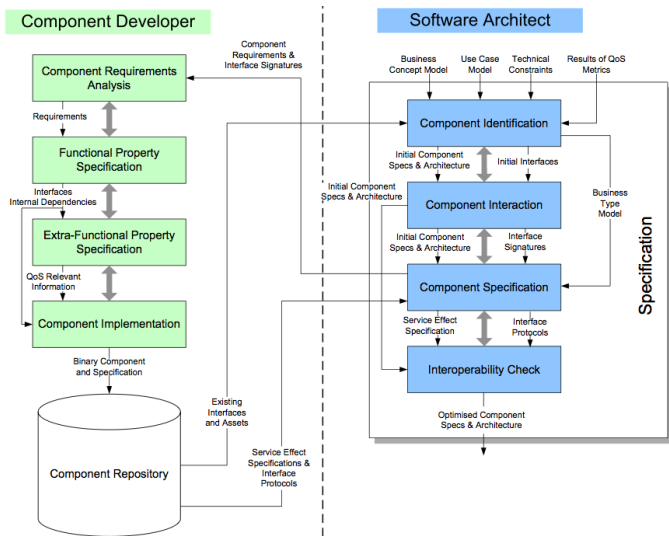 Component Developer
Software Architect
Component
Requirements &
Interface Signatures
Business
Concept Model
Use Case
Model
Technical
Constraints
Results of QoS
Metrics
Component Requirements
Analysis
Requirements
Functional Property
Specification
Interfaces
Internal Dependencies
Extra-Functional Property
Specification
QoS Relevant
Information
Component Implementation
Binary Component
and Specification
Component Repository
Existing
Interfaces
and Assets
Service Effect
Specifications &
Interface
Protocols
Component Identification
Initial Component
Specs & Architecture
Initial Interfaces
Initial Component
Specs & Architecture
Component Interaction
Business
Type
Model
Initial Component
Specs & Architecture
Interface
Signatures
Component Specification
Service Effect
Specification
Interface
Protocols
Interoperability Check
Optimised Component
Specs & Architecture
Specification